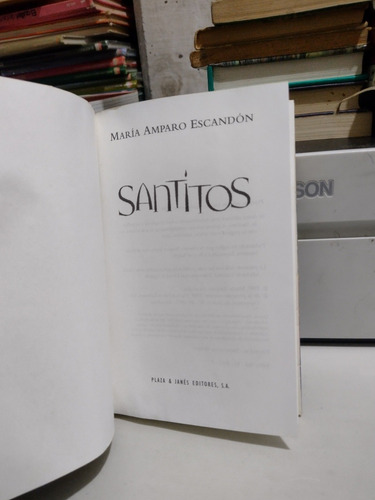 MARÍA AMPARO ESCANDÓN
SANTITOS
PLAZA & JANÉS EDITORES, S.A.
SON